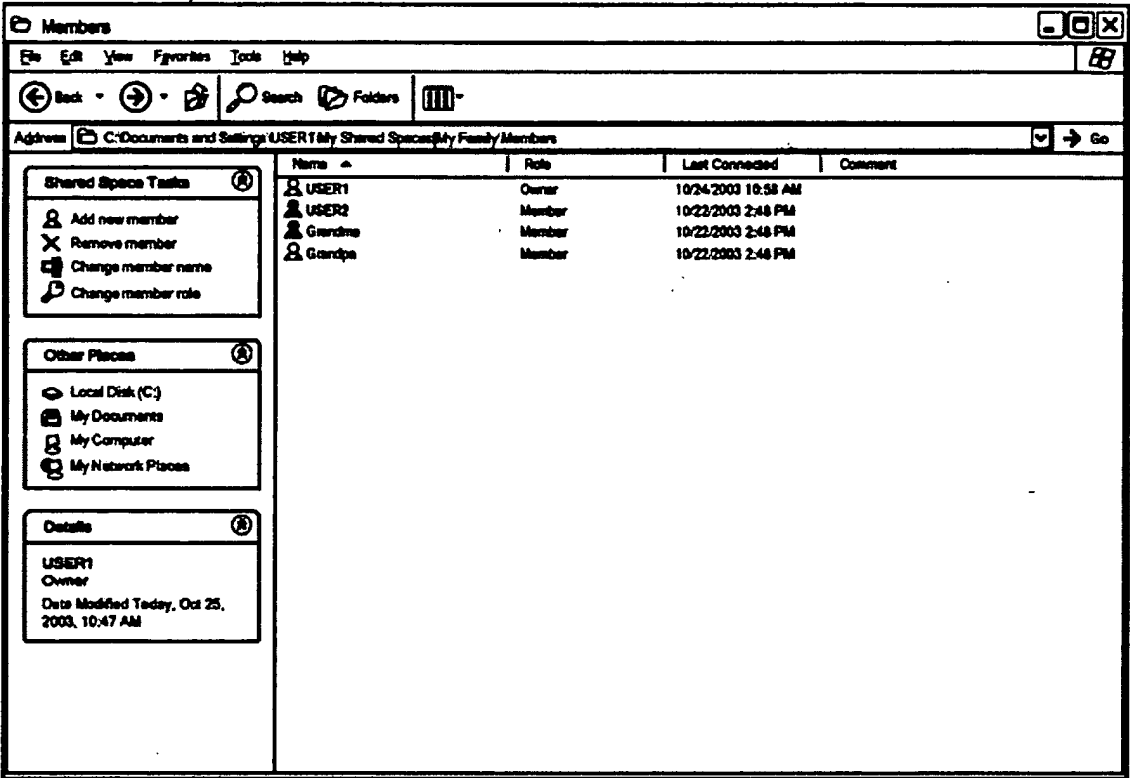 Members
File Edit View Favorites Tools Help
Back Search Folders
Address C:\Documents and Settings\USER1\My Shared Spaces\My Family\Members Go
Shared Space Tasks
Add new member
Remove member
Change member name
Change member role
Other Places
Local Disk (C:)
My Documents
My Computer
My Network Places
Details
USER1
Owner
Date Modified Today, Oct 25,
2003, 10:47 AM
Name Role Last Connected Comment
USER1 Owner 10/24/2003 10:58 AM
USER2 Member 10/22/2003 2:48 PM
Grandma Member 10/22/2003 2:48 PM
Grandpa Member 10/22/2003 2:48 PM